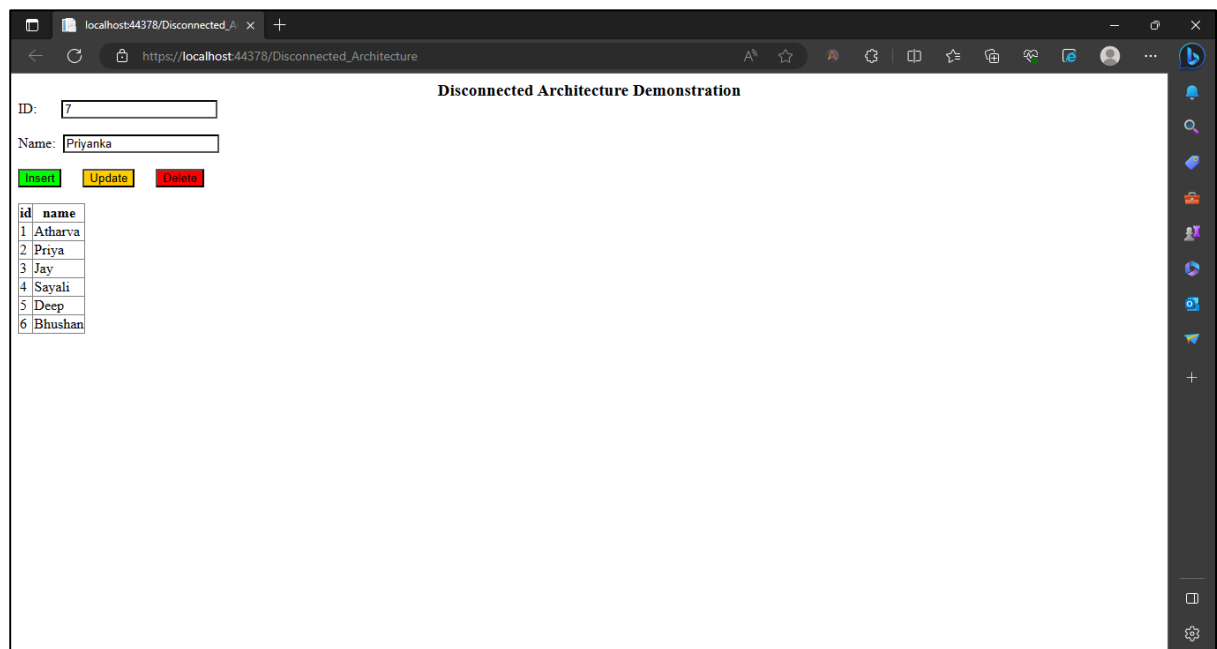 localhost:44378/Disconnected_A
https://localhost:44378/Disconnected_Architecture
Disconnected Architecture Demonstration
ID: 7
Name: Priyanka
Insert Update Delete
id name
1 Atharva
2 Priya
3 Jay
4 Sayali
5 Deep
6 Bhushan